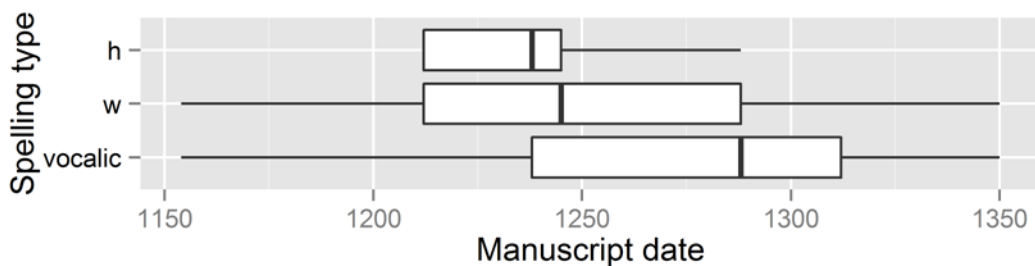 Spelling type
h
w
vocalic
1150 1200 1250 1300 1350
Manuscript date